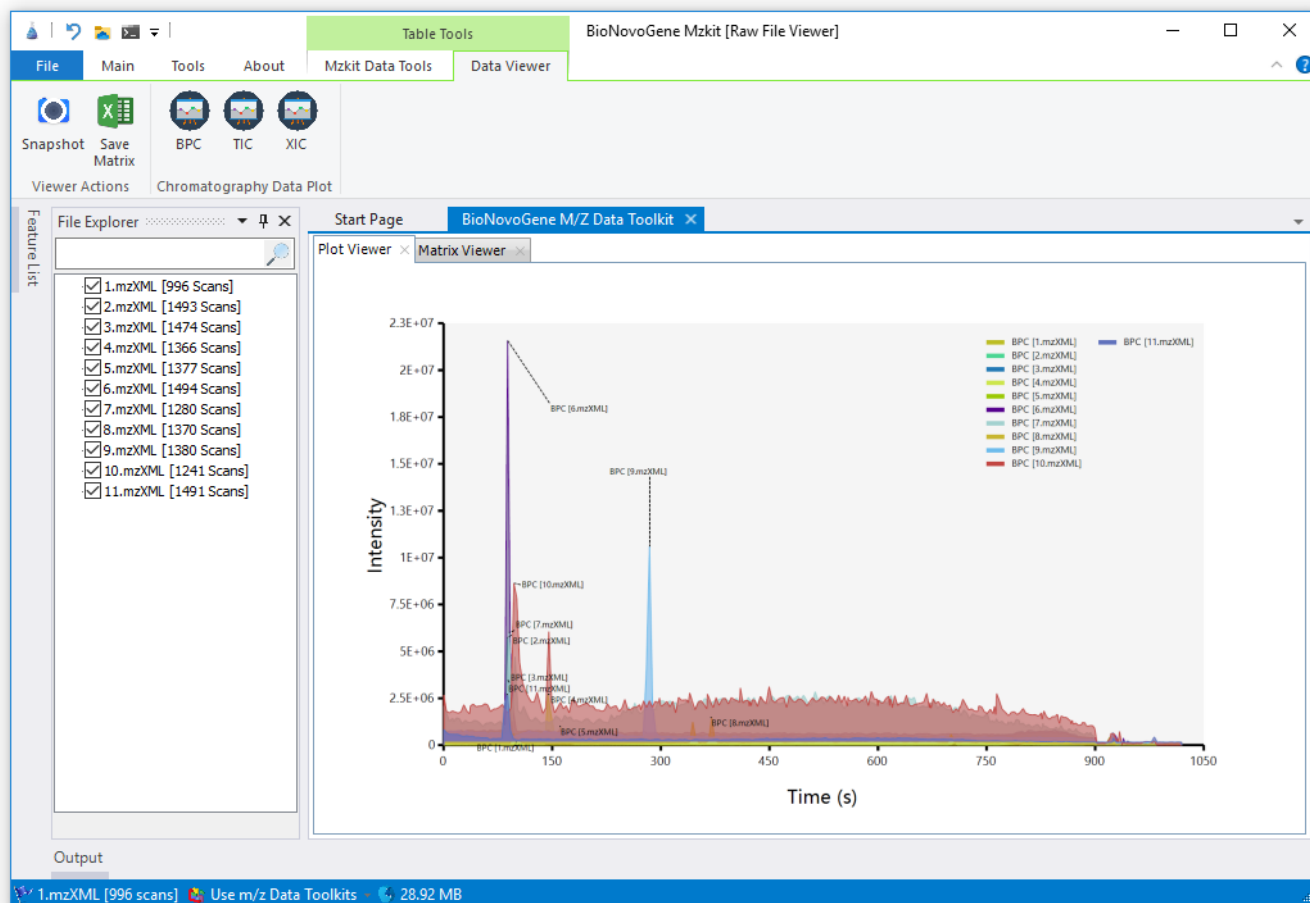 Table Tools
BioNovoGene Mzkit [Raw File Viewer]
File Main Tools About Mzkit Data Tools Data Viewer
Snapshot
Save Matrix
BPC TIC XIC
Viewer Actions
Chromatography Data Plot
Feature List
File Explorer
1.mzXML [996 Scans]
2.mzXML [1493 Scans]
3.mzXML [1474 Scans]
4.mzXML [1366 Scans]
5.mzXML [1377 Scans]
6.mzXML [1494 Scans]
7.mzXML [1280 Scans]
8.mzXML [1370 Scans]
9.mzXML [1380 Scans]
10.mzXML [1241 Scans]
11.mzXML [1491 Scans]
Start Page
BioNovoGene M/Z Data Toolkit
Plot Viewer
Matrix Viewer
2.3E+07
2E+07
1.8E+07
1.5E+07
1.3E+07
1E+07
7.5E+06
5E+06
2.5E+06
0
Intensity
BPC [6.mzXML]
BPC [9.mzXML]
BPC [10.mzXML]
BPC [7.mzXML]
BPC [2.mzXML]
BPC [3.mzXML]
BPC [11.mzXML]
BPC [4.mzXML]
BPC [8.mzXML]
BPC [5.mzXML]
BPC [1.mzXML]
BPC [1.mzXML]
BPC [2.mzXML]
BPC [3.mzXML]
BPC [4.mzXML]
BPC [5.mzXML]
BPC [6.mzXML]
BPC [7.mzXML]
BPC [8.mzXML]
BPC [9.mzXML]
BPC [10.mzXML]
BPC [11.mzXML]
0 150 300 450 600 750 900 1050
Time (s)
Output
1.mzXML [996 scans] Use m/z Data Toolkits 28.92 MB